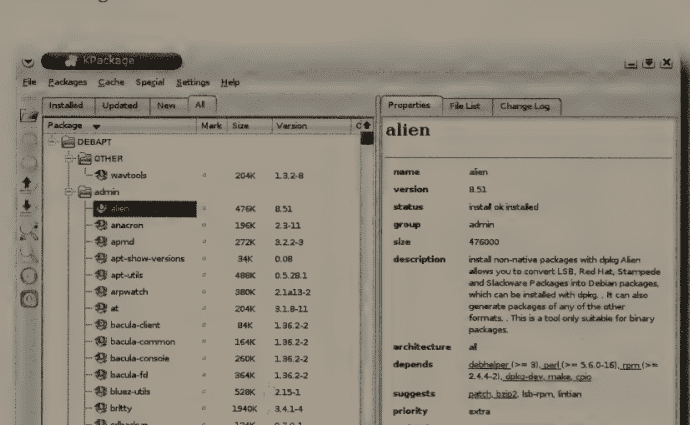 KPackage
File Packages Cache Special Settings Help
Installed Updated New All
Package Mark Size Version
DEBAPT
OTHER
wavtools 204K 1.3.2-8
admin
alien 476K 8.51
anacron 196K 2.3-11
apmd 272K 3.2.2-3
apt-show-versions 34K 0.08
apt-utils 488K 0.5.28.1
arpwatch 380K 2.1a13-2
at 204K 3.1.8-11
bacula-client 84K 1.36.2-2
bacula-common 164K 1.36.2-2
bacula-console 260K 1.36.2-2
bacula-fd 364K 1.36.2-2
bluez-utils 528K 2.15-1
brltty 1940K 3.4.1-4
Properties File List Change Log
alien
name alien
version 8.51
status install ok installed
group admin
size 476000
description install non-native packages with dpkg Alien
allows you to convert LSB, Red Hat, Stampede
and Slackware Packages into Debian packages,
which can be installed with dpkg. . It can also
generate packages of any of the other
formats. . This is a tool only suitable for binary
packages.
architecture all
depends debhelper (>= 3), perl (>= 5.6.0-16), rpm (>=
2.4.4-2), dpkg-dev, make, cpio
suggests patch, bzip2, lsb-rpm, lintian
priority extra